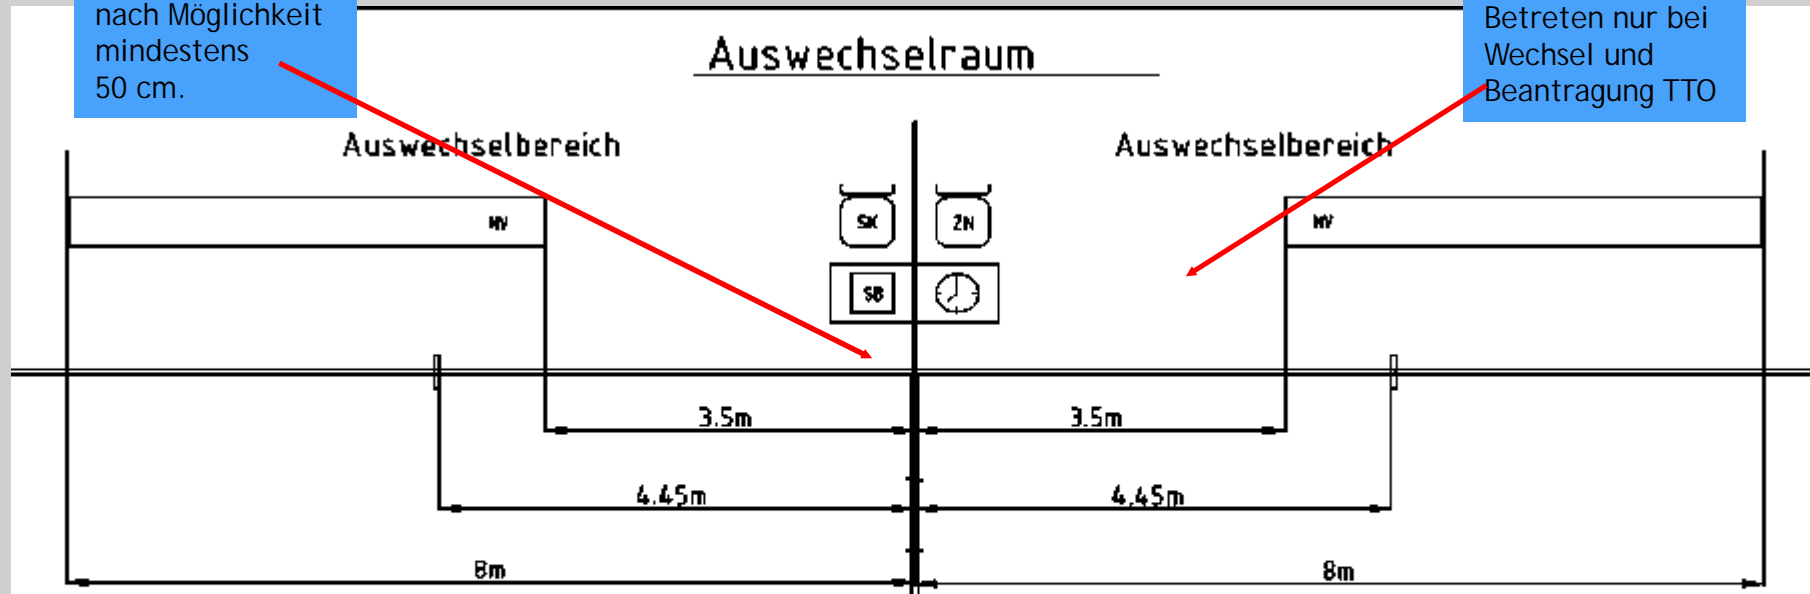 nach Möglichkeit
mindestens
50 cm.
Betreten nur bei
Wechsel und
Beantragung TTO
Auswechselraum
Auswechselbereich
Auswechselbereich
MV
SK
ZN
MV
SB
3.5m
3.5m
4.45m
4,45m
8m
8m